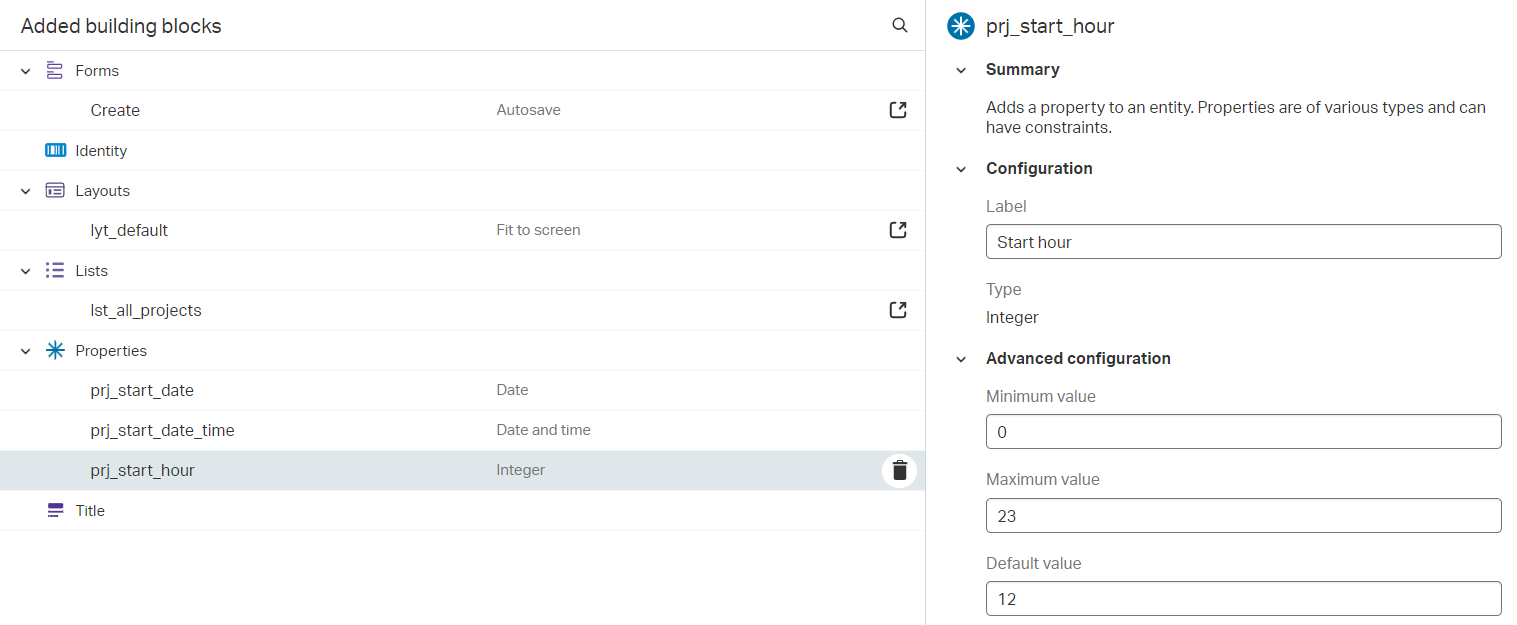 Added building blocks
Forms
Create Autosave
Identity
Layouts
lyt_default Fit to screen
Lists
lst_all_projects
Properties
prj_start_date Date
prj_start_date_time Date and time
prj_start_hour Integer
Title
prj_start_hour
Summary
Adds a property to an entity. Properties are of various types and can
have constraints.
Configuration
Label
Start hour
Type
Integer
Advanced configuration
Minimum value
0
Maximum value
23
Default value
12